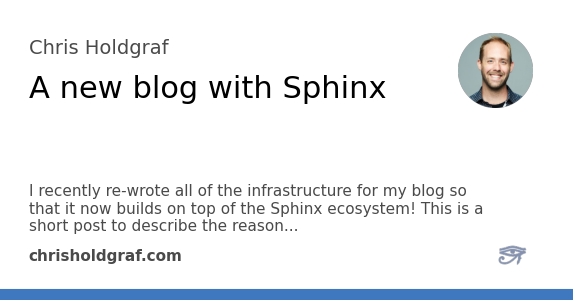 Chris Holdgraf
A new blog with Sphinx
I recently re-wrote all of the infrastructure for my blog so
that it now builds on top of the Sphinx ecosystem! This is a
short post to describe the reason...
chrisholdgraf.com